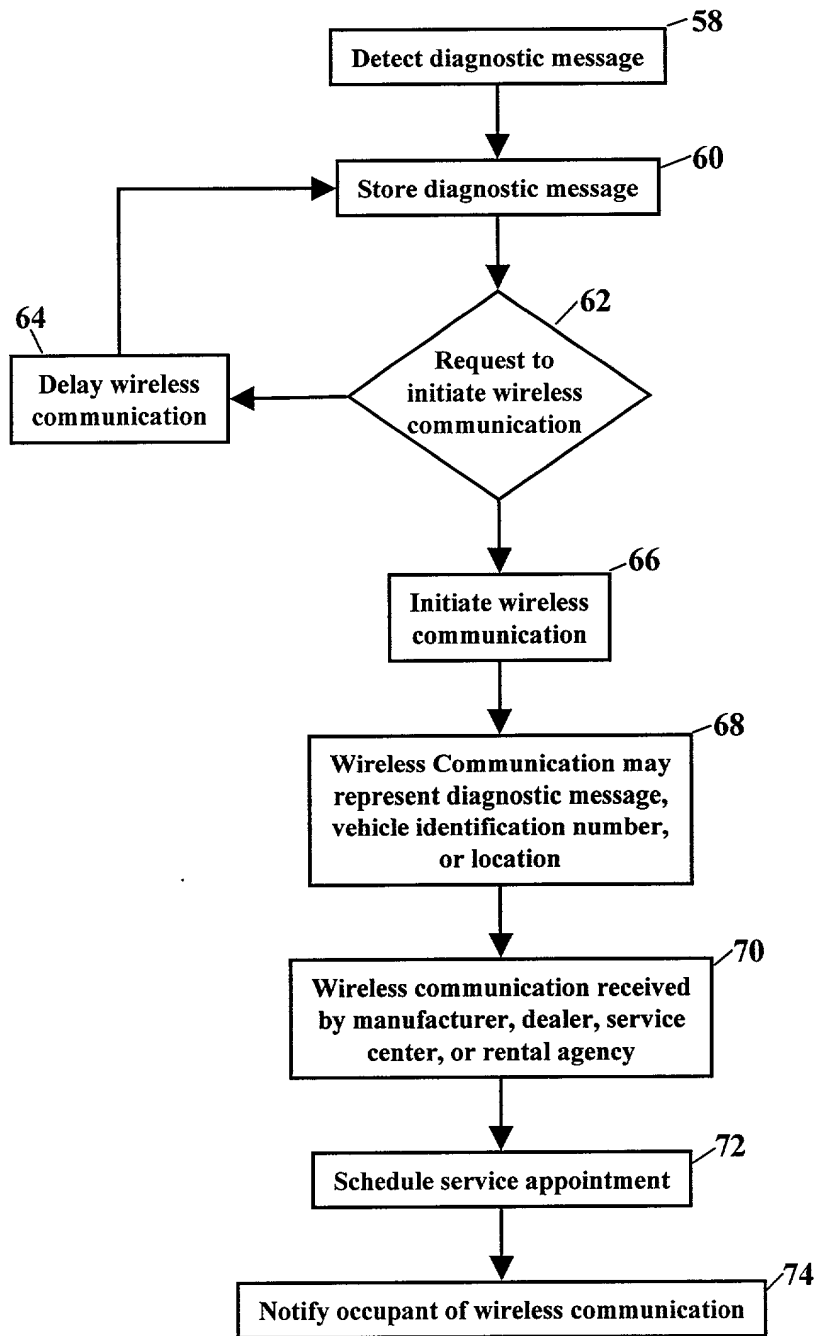 58
Detect diagnostic message
60
Store diagnostic message
62
Request to
initiate wireless
communication
64
Delay wireless
communication
66
Initiate wireless
communication
68
Wireless Communication may
represent diagnostic message,
vehicle identification number,
or location
70
Wireless communication received
by manufacturer, dealer, service
center, or rental agency
72
Schedule service appointment
74
Notify occupant of wireless communication